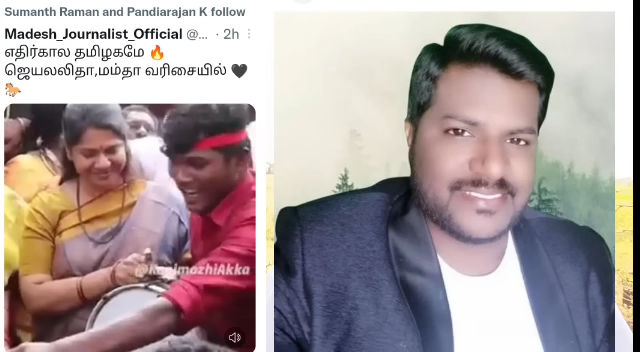 Sumanth Raman and Pandiarajan K follow
Madesh_Journalist_Official @... · 2h
எதிர்கால தமிழகமே 🔥
ஜெயலலிதா,மம்தா வரிசையில் 🖤
🐎
@KanimozhiAkka